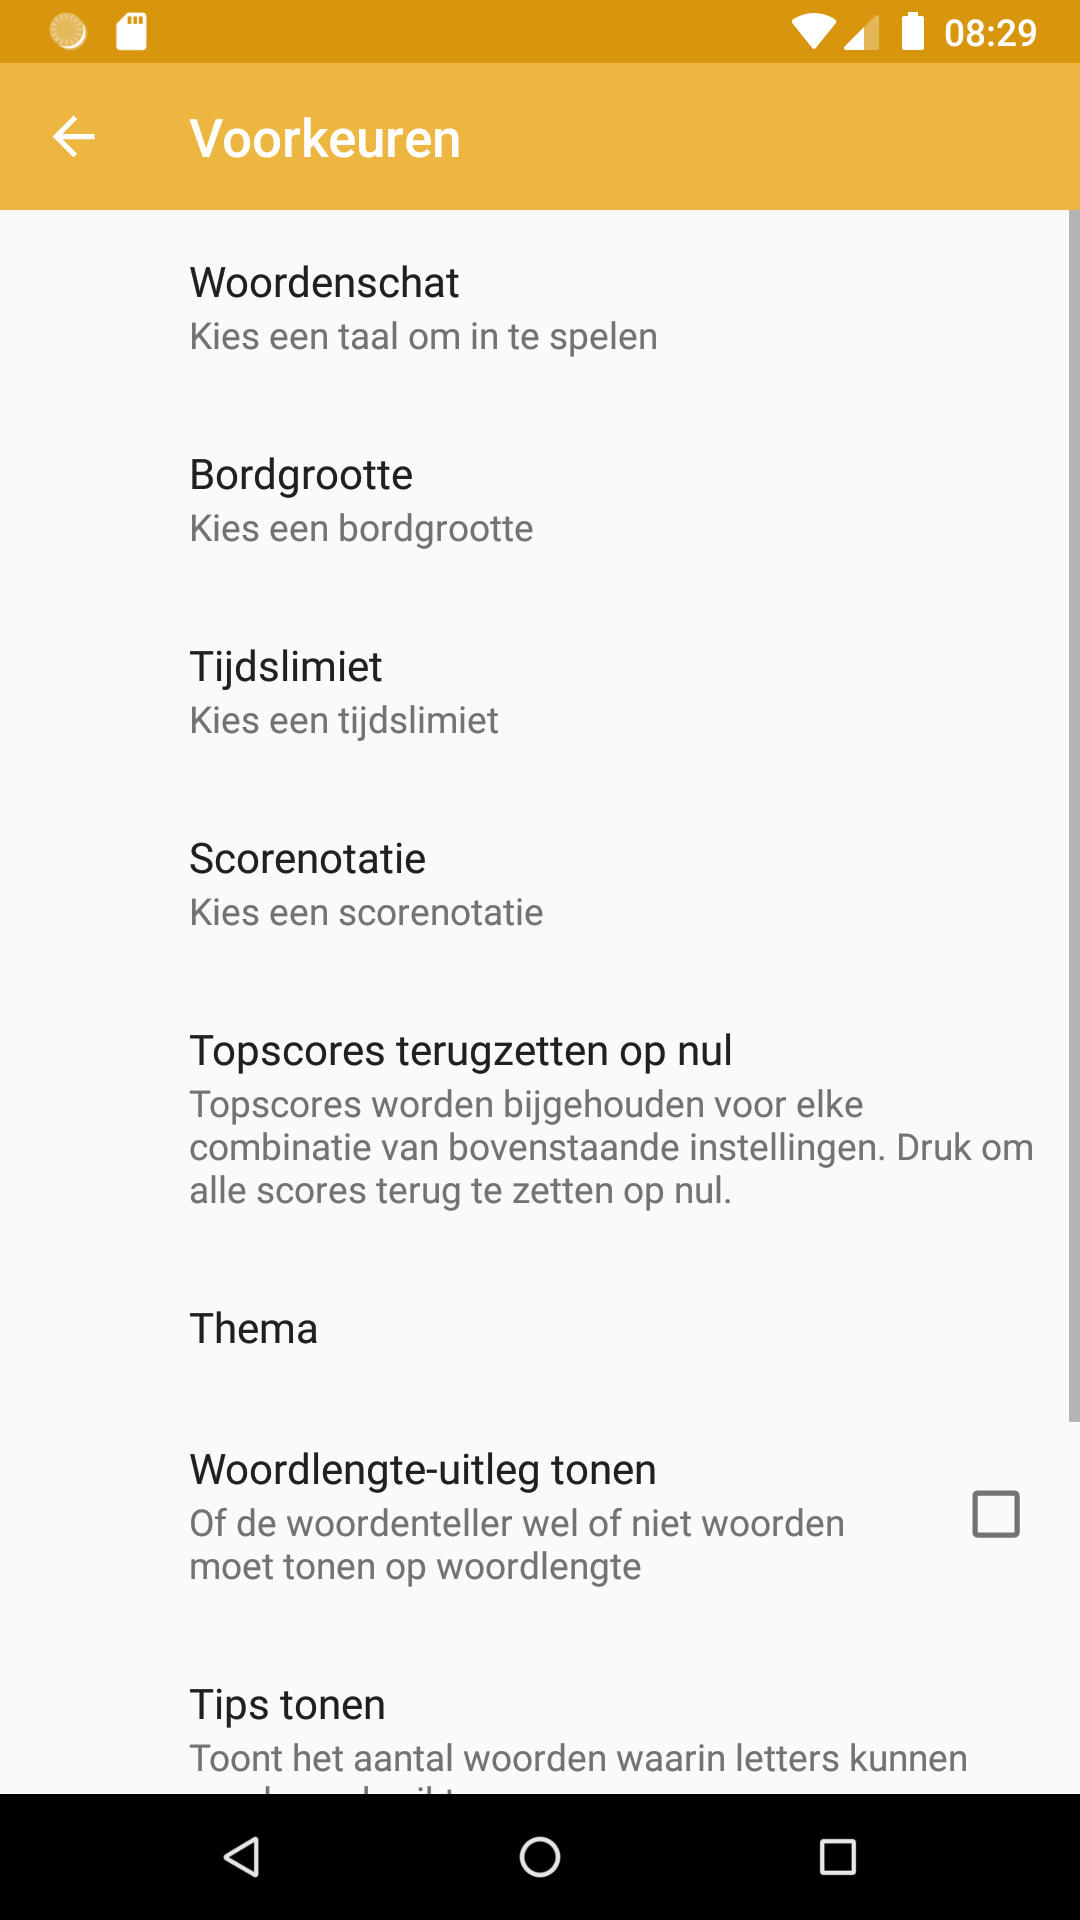 08:29
Voorkeuren
Woordenschat
Kies een taal om in te spelen
Bordgrootte
Kies een bordgrootte
Tijdslimiet
Kies een tijdslimiet
Scorenotatie
Kies een scorenotatie
Topscores terugzetten op nul
Topscores worden bijgehouden voor elke
combinatie van bovenstaande instellingen. Druk om
alle scores terug te zetten op nul.
Thema
Woordlengte-uitleg tonen
Of de woordenteller wel of niet woorden
moet tonen op woordlengte
Tips tonen
Toont het aantal woorden waarin letters kunnen